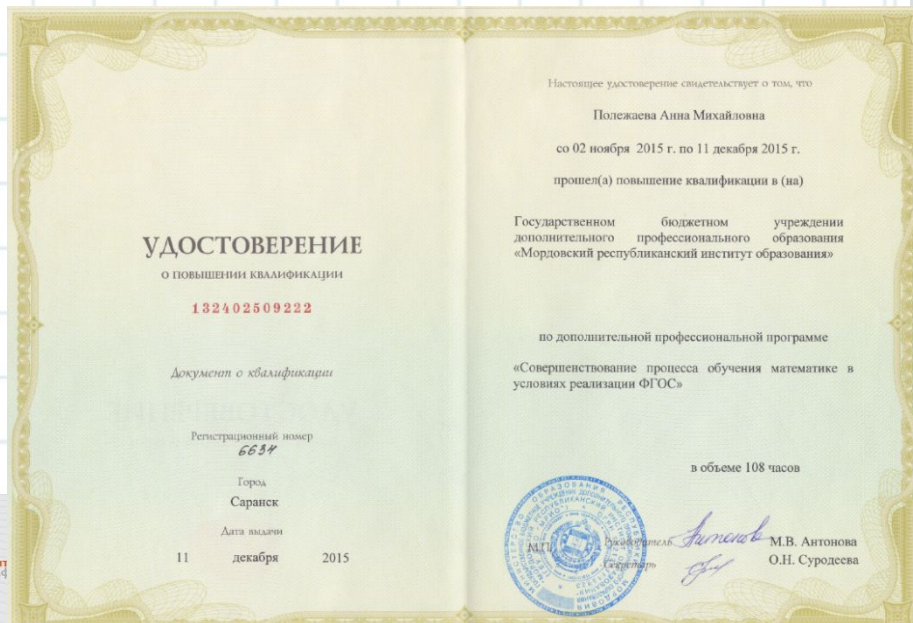 УДОСТОВЕРЕНИЕ
О ПОВЫШЕНИИ КВАЛИФИКАЦИИ
132402509222
Документ о квалификации
Регистрационный номер
6634
Город
Саранск
Дата выдачи
11 декабря 2015
Настоящее удостоверение свидетельствует о том, что
Полежаева Анна Михайловна
со 02 ноября 2015 г. по 11 декабря 2015 г.
прошел(а) повышение квалификации в (на)
Государственном бюджетном учреждении
дополнительного профессионального образования
«Мордовский республиканский институт образования»
по дополнительной профессиональной программе
«Совершенствование процесса обучения математике в
условиях реализации ФГОС»
в объеме 108 часов
М.П.
Руководитель М.В. Антонова
Секретарь О.Н. Суродеева